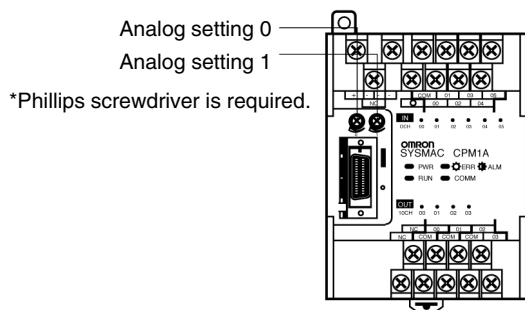 Analog setting 0
Analog setting 1
*Phillips screwdriver is required.
+ - - -
COM 01 03 05
NC 00 02 04
IN
0CH 00 01 02 03 04 05
OMRON
SYSMAC CPM1A
PWR ERR ALM
RUN COMM
OUT
10CH 00 01 02 03
NC 00 01 02
NC COM COM COM 03